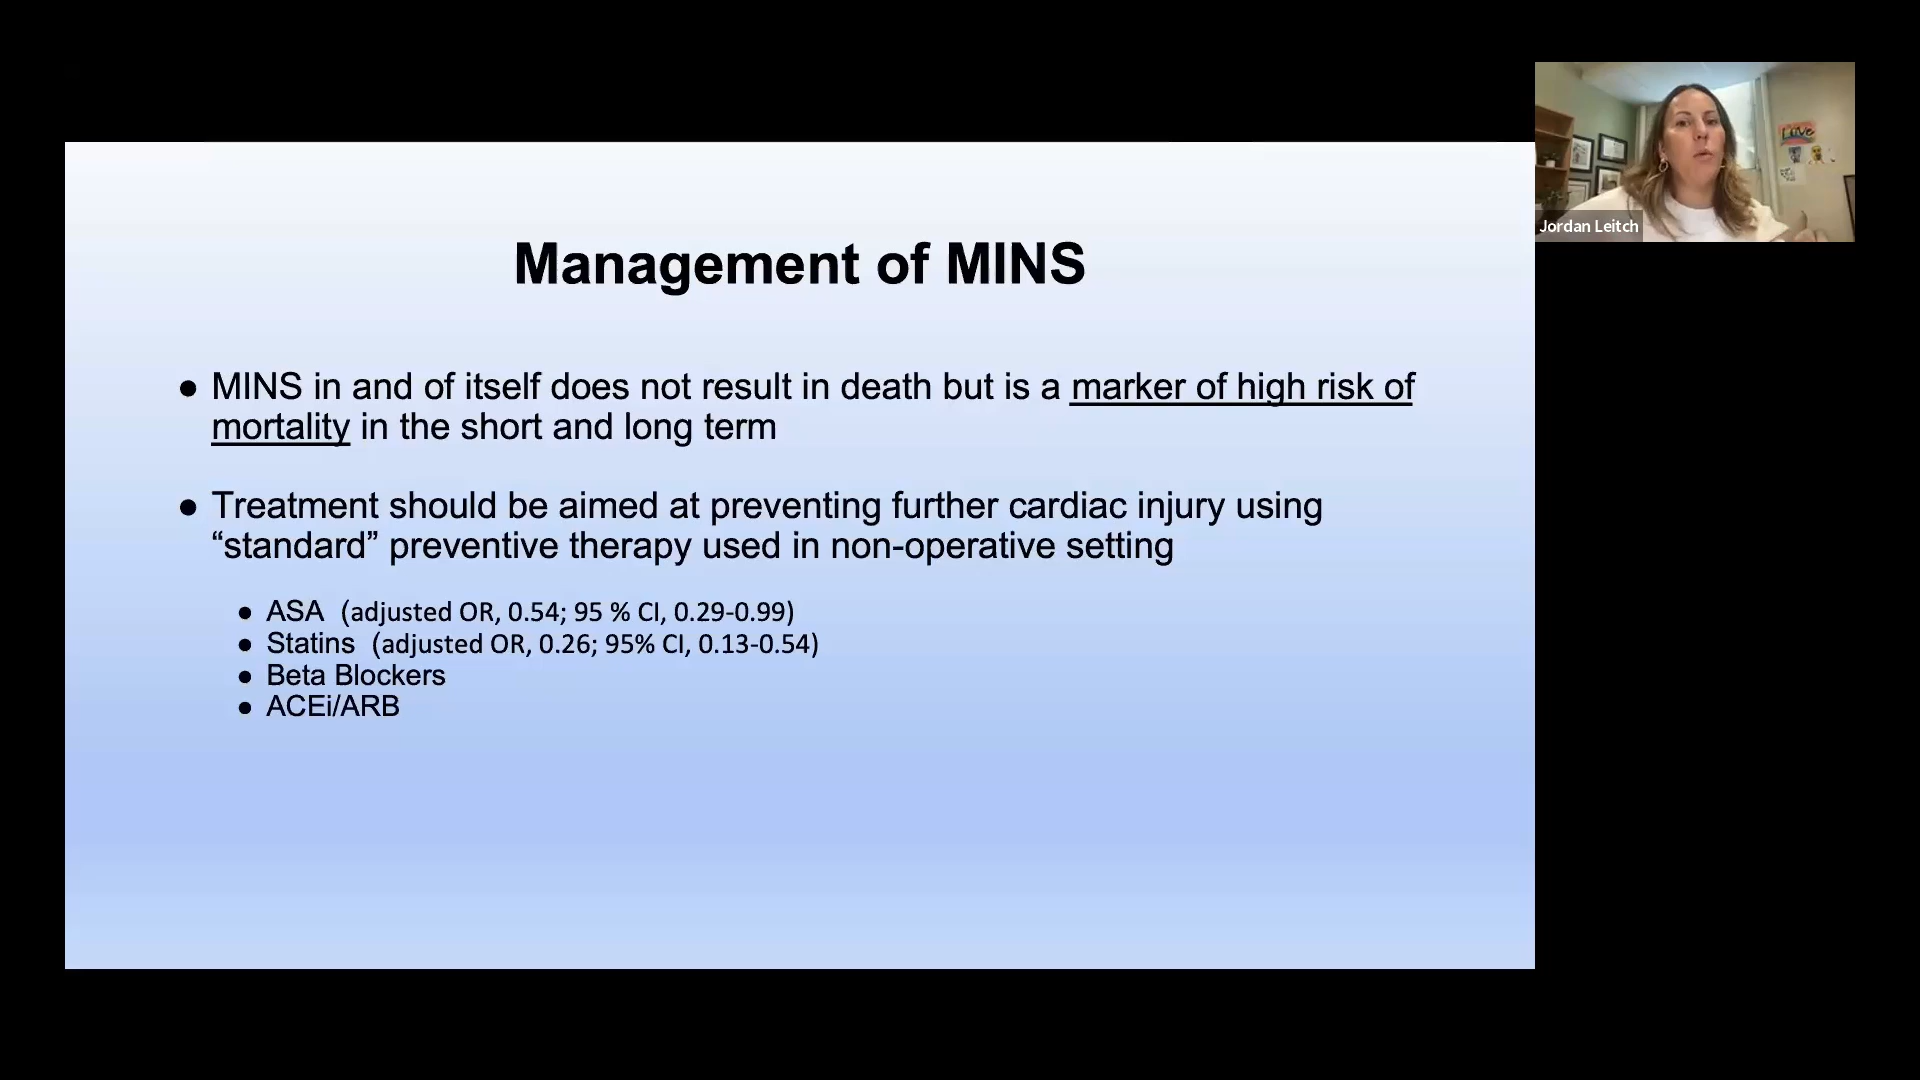 Management of MINS
● MINS in and of itself does not result in death but is a marker of high risk of
mortality in the short and long term
● Treatment should be aimed at preventing further cardiac injury using
“standard” preventive therapy used in non-operative setting
● ASA (adjusted OR, 0.54; 95 % CI, 0.29-0.99)
● Statins (adjusted OR, 0.26; 95% CI, 0.13-0.54)
● Beta Blockers
● ACEi/ARB
Love
Jordan Leitch